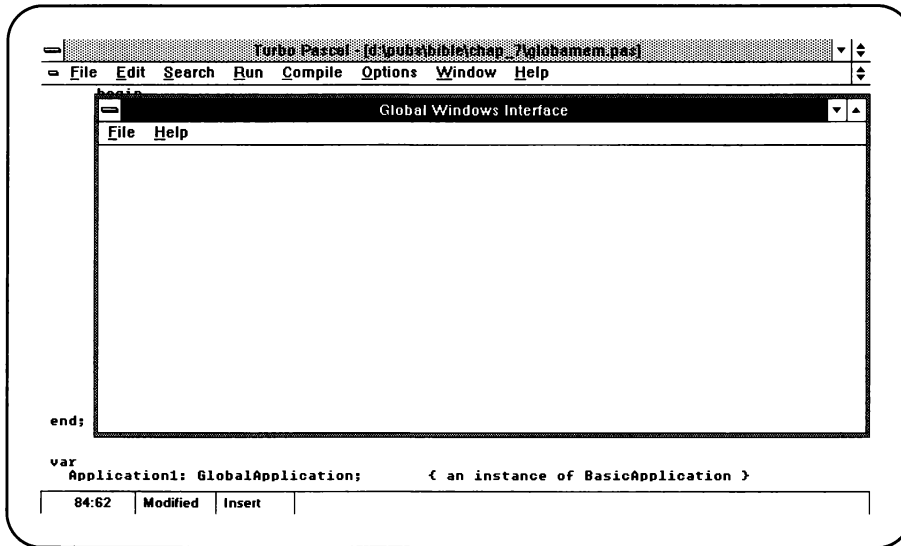 Turbo Pascal - [d:\pubs\bible\chap_7\globamem.pas]
File Edit Search Run Compile Options Window Help
begin
Global Windows Interface
File Help
end;
var
Application1: GlobalApplication; { an instance of BasicApplication }
84:62 Modified Insert